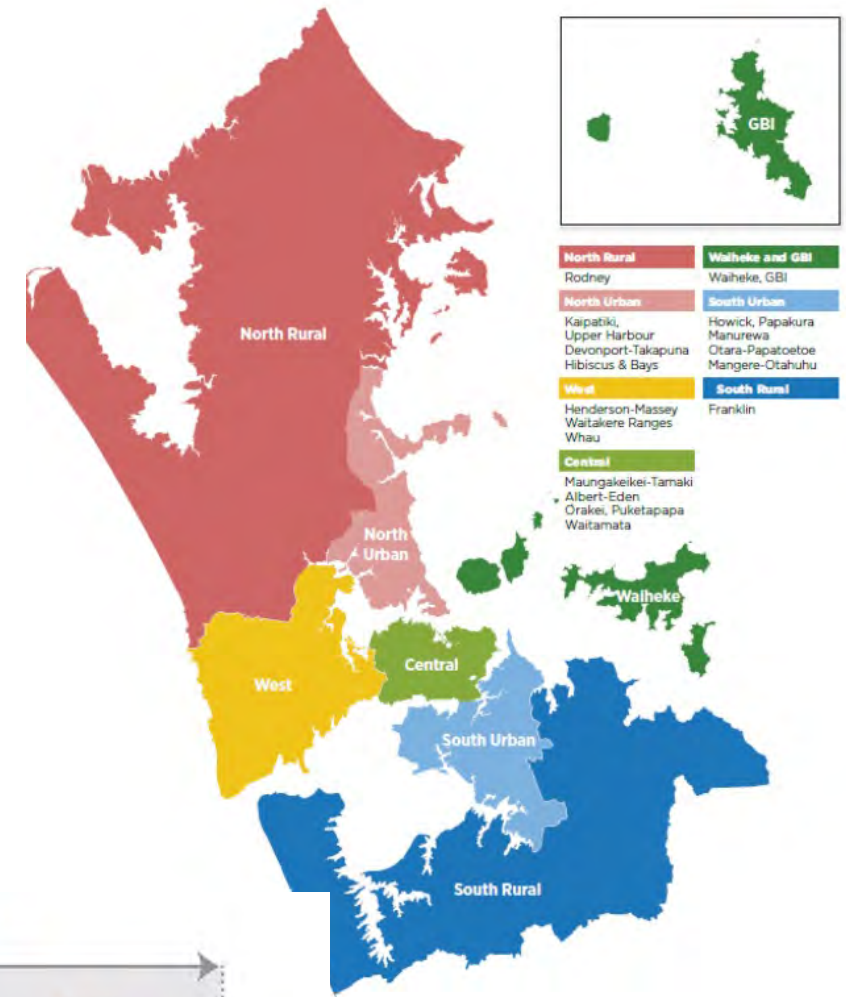 GBI
North Rural
Rodney
North Urban
Kaipatiki,
Upper Harbour
Devonport-Takapuna
Hibiscus & Bays
West
Henderson-Massey
Waitakere Ranges
Whau
Central
Maungakeikei-Tamaki
Albert-Eden
Orakei, Puketapapa
Waitamata
Waiheke and GBI
Waiheke, GBI
South Urban
Howick, Papakura
Manurewa
Otara-Papatoetoe
Mangere-Otahuhu
South Rural
Franklin
North Rural
North
Urban
Waiheke
Central
West
South Urban
South Rural